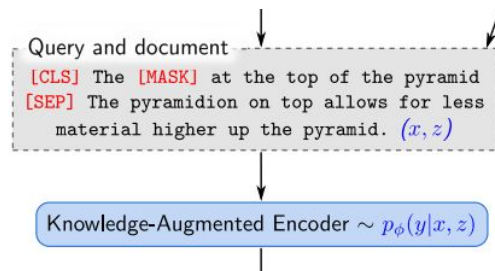 Query and document
[CLS] The [MASK] at the top of the pyramid
[SEP] The pyramidion on top allows for less
material higher up the pyramid. (x, z)
Knowledge-Augmented Encoder ∼ pϕ(y|x, z)